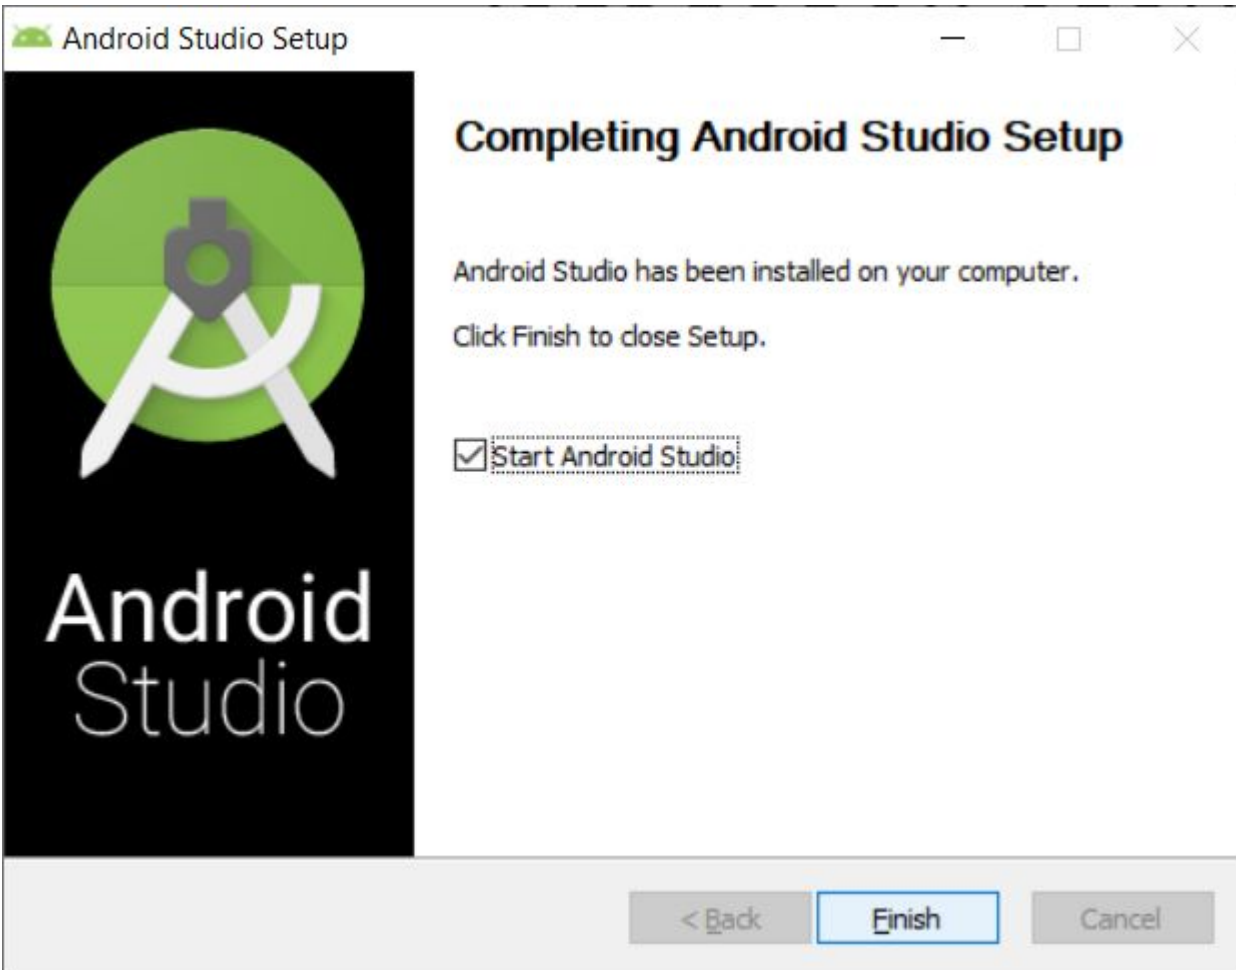 Android Studio Setup
Completing Android Studio Setup
Android Studio has been installed on your computer.
Click Finish to close Setup.
Start Android Studio
Android
Studio
< Back
Finish
Cancel